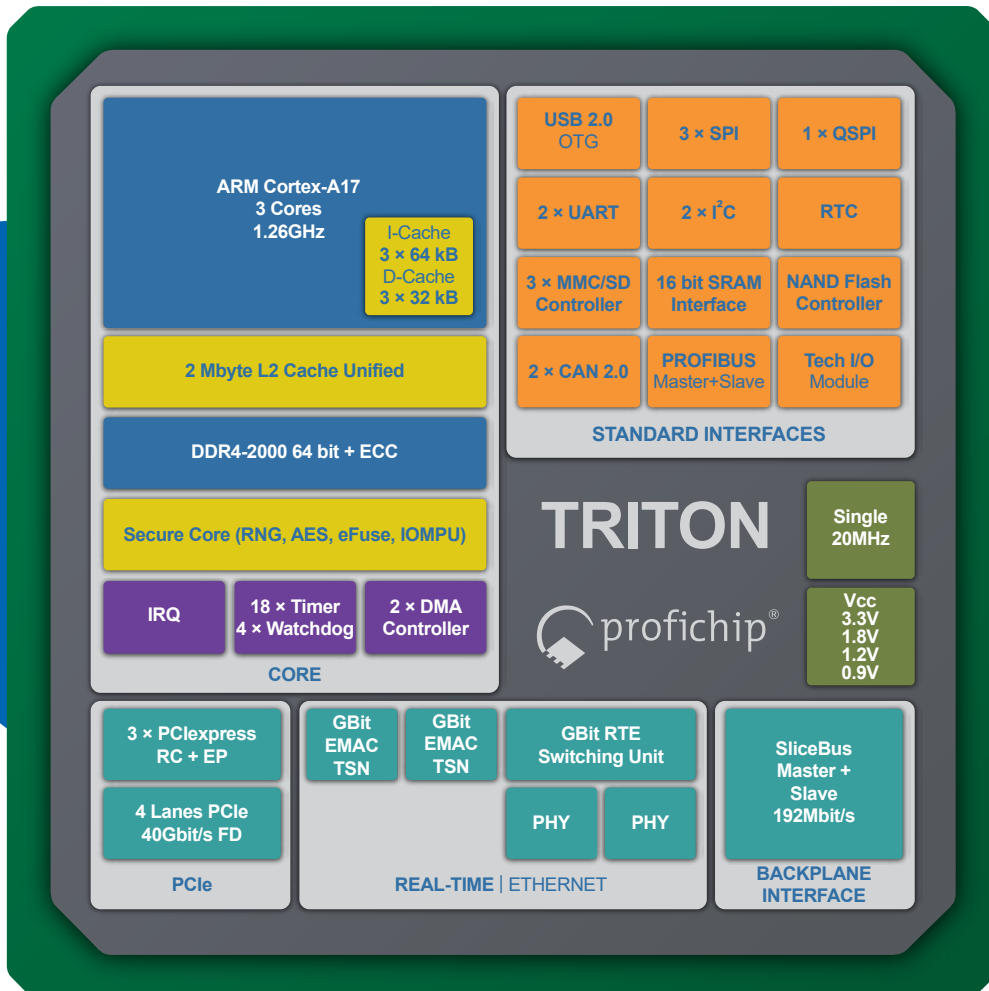 ARM Cortex-A17
3 Cores
1.26GHz
I-Cache
3 × 64 kB
D-Cache
3 × 32 kB
2 Mbyte L2 Cache Unified
DDR4-2000 64 bit + ECC
Secure Core (RNG, AES, eFuse, IOMPU)
IRQ
18 × Timer
4 × Watchdog
2 × DMA
Controller
CORE
USB 2.0
OTG
3 × SPI
1 × QSPI
2 × UART
2 × I²C
RTC
3 × MMC/SD
Controller
16 bit SRAM
Interface
NAND Flash
Controller
2 × CAN 2.0
PROFIBUS
Master+Slave
Tech I/O
Module
STANDARD INTERFACES
TRITON
profichip®
Single
20MHz
Vcc
3.3V
1.8V
1.2V
0.9V
3 × PCIexpress
RC + EP
4 Lanes PCIe
40Gbit/s FD
PCIe
GBit
EMAC
TSN
GBit
EMAC
TSN
GBit RTE
Switching Unit
PHY
PHY
REAL-TIME | ETHERNET
SliceBus
Master +
Slave
192Mbit/s
BACKPLANE
INTERFACE